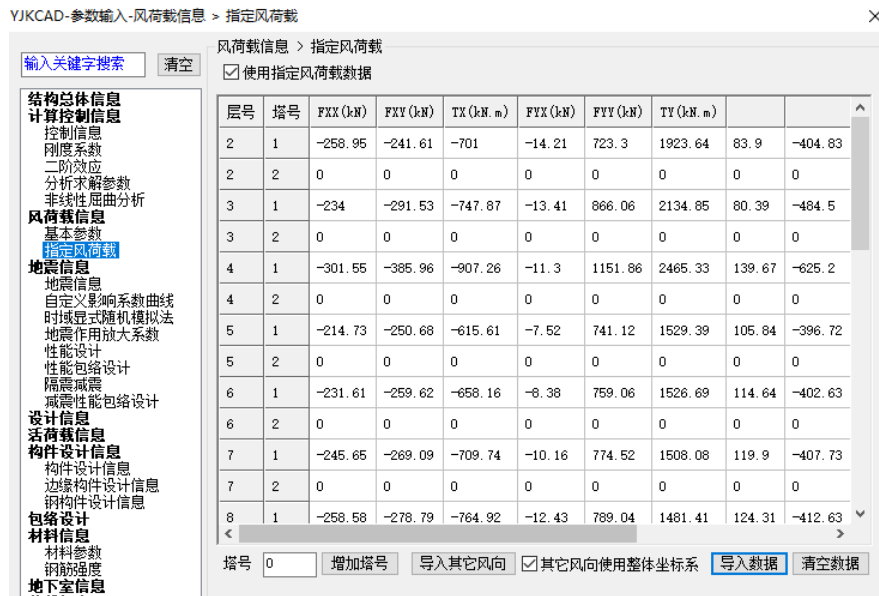 YJKCAD-参数输入-风荷载信息 > 指定风荷载
输入关键字搜索 清空
结构总体信息
计算控制信息
控制信息
刚度系数
二阶效应
分析求解参数
非线性屈曲分析
风荷载信息
基本参数
指定风荷载
地震信息
地震信息
自定义影响系数曲线
时域显式随机模拟法
地震作用放大系数
性能设计
性能包络设计
隔震减震
减震性能包络设计
设计信息
活荷载信息
构件设计信息
构件设计信息
边缘构件设计信息
钢构件设计信息
包络设计
材料信息
材料参数
钢筋强度
地下室信息
风荷载信息 > 指定风荷载
使用指定风荷载数据
层号 塔号 FXX(kN) FXY(kN) TX(kN.m) FYX(kN) FYY(kN) TY(kN.m)
2 1 -258.95 -241.61 -701 -14.21 723.3 1923.64 83.9 -404.83
2 2 0 0 0 0 0 0 0 0
3 1 -234 -291.53 -747.87 -13.41 866.06 2134.85 80.39 -484.5
3 2 0 0 0 0 0 0 0 0
4 1 -301.55 -385.96 -907.26 -11.3 1151.86 2465.33 139.67 -625.2
4 2 0 0 0 0 0 0 0 0
5 1 -214.73 -250.68 -615.61 -7.52 741.12 1529.39 105.84 -396.72
5 2 0 0 0 0 0 0 0 0
6 1 -231.61 -259.62 -658.16 -8.38 759.06 1526.69 114.64 -402.63
6 2 0 0 0 0 0 0 0 0
7 1 -245.65 -269.09 -709.74 -10.16 774.52 1508.08 119.9 -407.73
7 2 0 0 0 0 0 0 0 0
8 1 -258.58 -278.79 -764.92 -12.43 789.04 1481.41 124.31 -412.63
塔号 0 增加塔号 导入其它风向 其它风向使用整体坐标系 导入数据 清空数据